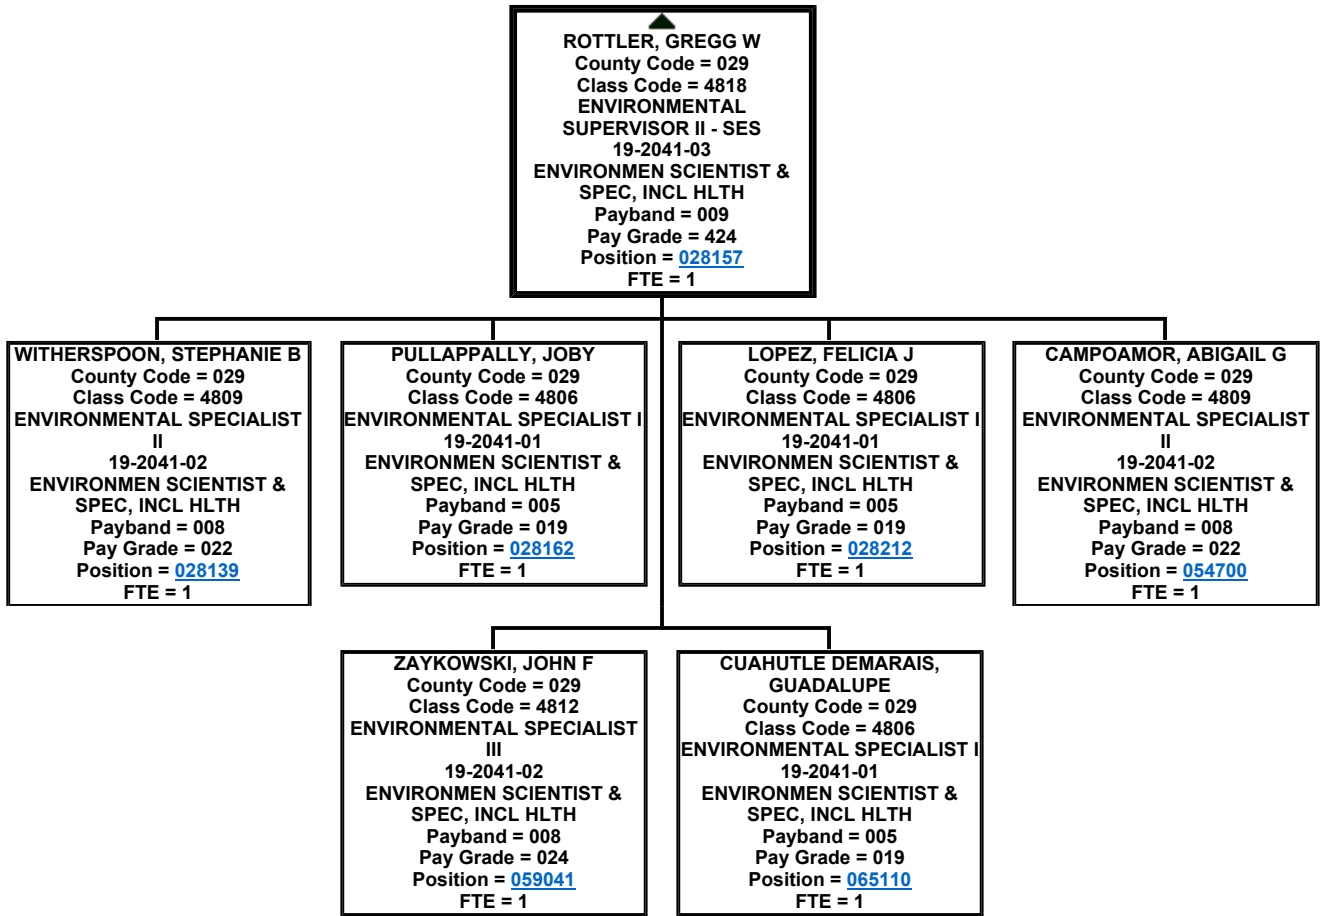 ROTTLER, GREGG W
County Code = 029
Class Code = 4818
ENVIRONMENTAL
SUPERVISOR II - SES
19-2041-03
ENVIRONMEN SCIENTIST &
SPEC, INCL HLTH
Payband = 009
Pay Grade = 424
Position = 028157
FTE = 1
WITHERSPOON, STEPHANIE B
County Code = 029
Class Code = 4809
ENVIRONMENTAL SPECIALIST
II
19-2041-02
ENVIRONMEN SCIENTIST &
SPEC, INCL HLTH
Payband = 008
Pay Grade = 022
Position = 028139
FTE = 1
PULLAPPALLY, JOBY
County Code = 029
Class Code = 4806
ENVIRONMENTAL SPECIALIST I
19-2041-01
ENVIRONMEN SCIENTIST &
SPEC, INCL HLTH
Payband = 005
Pay Grade = 019
Position = 028162
FTE = 1
LOPEZ, FELICIA J
County Code = 029
Class Code = 4806
ENVIRONMENTAL SPECIALIST I
19-2041-01
ENVIRONMEN SCIENTIST &
SPEC, INCL HLTH
Payband = 005
Pay Grade = 019
Position = 028212
FTE = 1
CAMPOAMOR, ABIGAIL G
County Code = 029
Class Code = 4809
ENVIRONMENTAL SPECIALIST
II
19-2041-02
ENVIRONMEN SCIENTIST &
SPEC, INCL HLTH
Payband = 008
Pay Grade = 022
Position = 054700
FTE = 1
ZAYKOWSKI, JOHN F
County Code = 029
Class Code = 4812
ENVIRONMENTAL SPECIALIST
III
19-2041-02
ENVIRONMEN SCIENTIST &
SPEC, INCL HLTH
Payband = 008
Pay Grade = 024
Position = 059041
FTE = 1
CUAHUTLE DEMARAIS,
GUADALUPE
County Code = 029
Class Code = 4806
ENVIRONMENTAL SPECIALIST I
19-2041-01
ENVIRONMEN SCIENTIST &
SPEC, INCL HLTH
Payband = 005
Pay Grade = 019
Position = 065110
FTE = 1